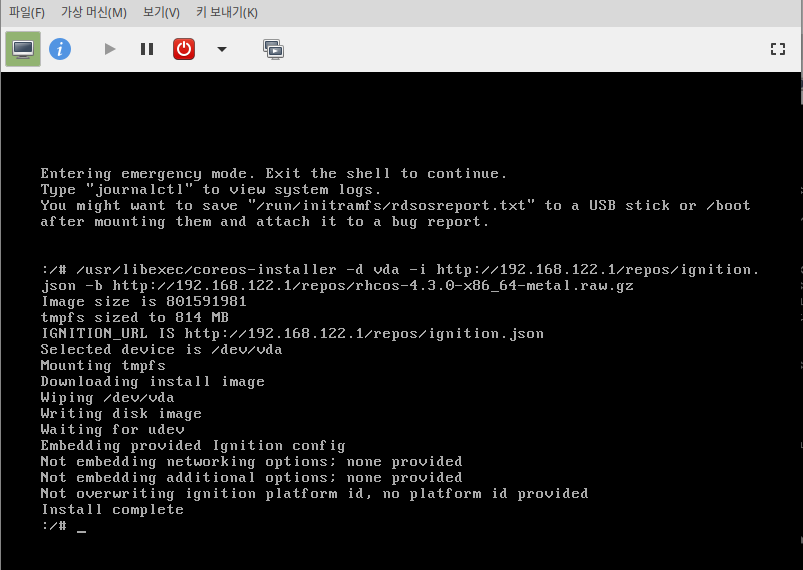 파일(F) 가상 머신(M) 보기(V) 키 보내기(K)
Entering emergency mode. Exit the shell to continue.
Type "journalctl" to view system logs.
You might want to save "/run/initramfs/rdsosreport.txt" to a USB stick or /boot
after mounting them and attach it to a bug report.
:/# /usr/libexec/coreos-installer -d vda -i http://192.168.122.1/repos/ignition.
json -b http://192.168.122.1/repos/rhcos-4.3.0-x86_64-metal.raw.gz
Image size is 801591981
tmpfs sized to 814 MB
IGNITION_URL IS http://192.168.122.1/repos/ignition.json
Selected device is /dev/vda
Mounting tmpfs
Downloading install image
Wiping /dev/vda
Writing disk image
Waiting for udev
Embedding provided Ignition config
Not embedding networking options; none provided
Not embedding additional options; none provided
Not overwriting ignition platform id, no platform id provided
Install complete
:/# _